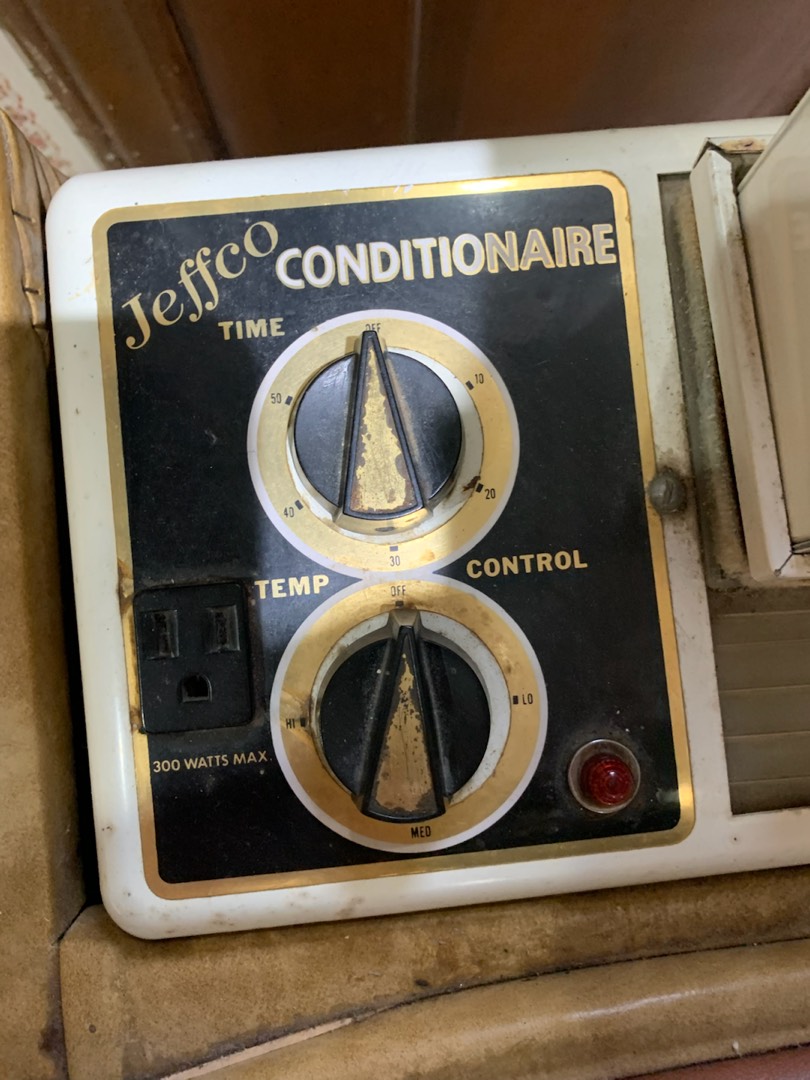 Jeffco CONDITIONAIRE
TIME
OFF
10
20
30
40
50
TEMP CONTROL
OFF
LO
MED
HI
300 WATTS MAX.